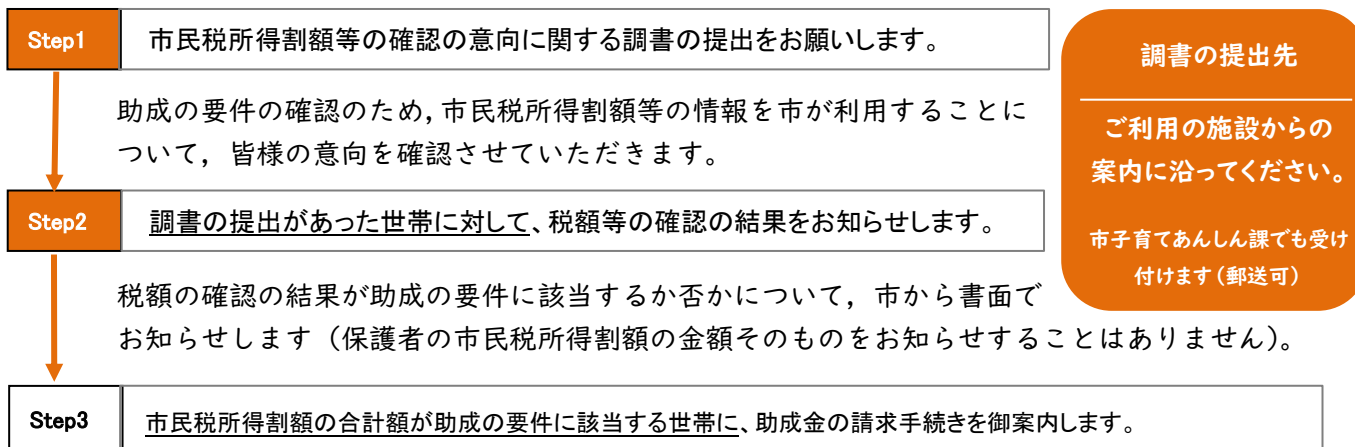 Step1
市民税所得割額等の確認の意向に関する調書の提出をお願いします。
助成の要件の確認のため,市民税所得割額等の情報を市が利用することに
ついて，皆様の意向を確認させていただきます。
Step2
調書の提出があった世帯に対して、税額等の確認の結果をお知らせします。
税額の確認の結果が助成の要件に該当するか否かについて，市から書面で
お知らせします（保護者の市民税所得割額の金額そのものをお知らせすることはありません）。
Step3
市民税所得割額の合計額が助成の要件に該当する世帯に、助成金の請求手続きを御案内します。
調書の提出先
ご利用の施設からの
案内に沿ってください。
市子育てあんしん課でも受け
付けます（郵送可）